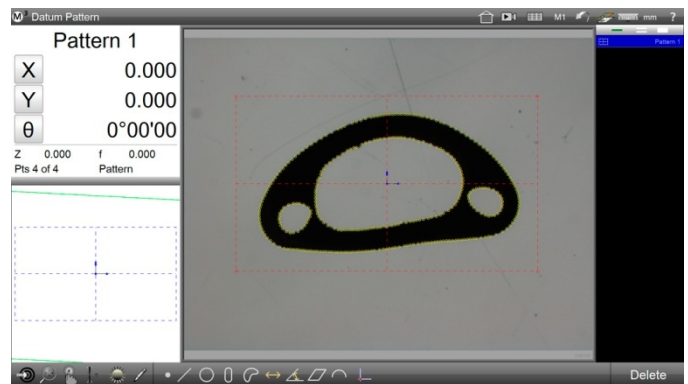 M³ Datum Pattern
M1
mm
?
Pattern 1
X 0.000
Y 0.000
θ 0°00'00
Z 0.000 f 0.000
Pts 4 of 4 Pattern
Pattern 1
Delete